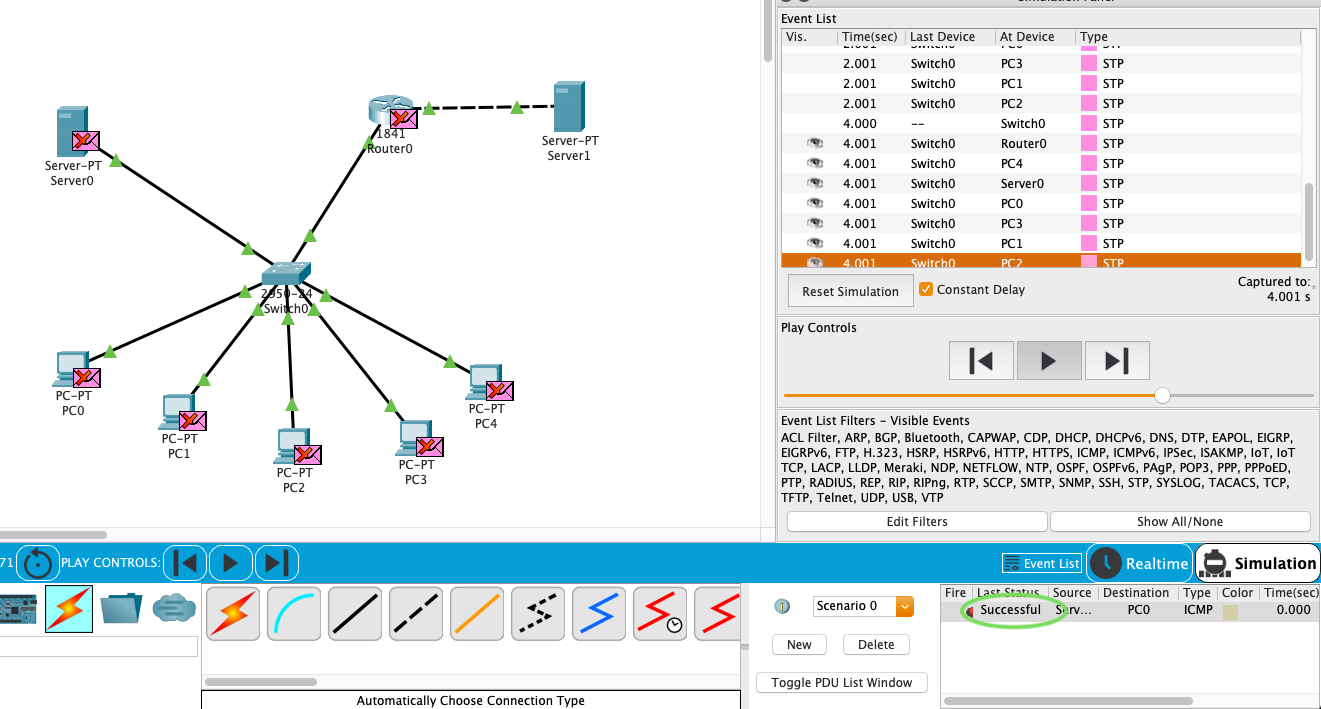 Event List
Vis. Time(sec) Last Device At Device Type
2.001 Switch0 PC0 STP
2.001 Switch0 PC3 STP
2.001 Switch0 PC1 STP
2.001 Switch0 PC2 STP
4.000 -- Switch0 STP
4.001 Switch0 Router0 STP
4.001 Switch0 PC4 STP
4.001 Switch0 Server0 STP
4.001 Switch0 PC0 STP
4.001 Switch0 PC3 STP
4.001 Switch0 PC1 STP
4.001 Switch0 PC2 STP
Reset Simulation
Constant Delay
Captured to:
4.001 s
Play Controls
Event List Filters - Visible Events
ACL Filter, ARP, BGP, Bluetooth, CAPWAP, CDP, DHCP, DHCPv6, DNS, DTP, EAPOL, EIGRP,
EIGRPv6, FTP, H.323, HSRP, HSRPv6, HTTP, HTTPS, ICMP, ICMPv6, IPSec, ISAKMP, IoT, IoT
TCP, LACP, LLDP, Meraki, NDP, NETFLOW, NTP, OSPF, OSPFv6, PAgP, POP3, PPP, PPPoED,
PTP, RADIUS, REP, RIP, RIPng, RTP, SCCP, SMTP, SNMP, SSH, STP, SYSLOG, TACACS, TCP,
TFTP, Telnet, UDP, USB, VTP
Edit Filters
Show All/None
Server-PT
Server0
1841
Router0
Server-PT
Server1
2950-24
Switch0
PC-PT
PC0
PC-PT
PC1
PC-PT
PC2
PC-PT
PC3
PC-PT
PC4
71
PLAY CONTROLS:
Event List
Realtime
Simulation
Automatically Choose Connection Type
Scenario 0
New
Delete
Toggle PDU List Window
Fire Last Status Source Destination Type Color Time(sec)
Successful Serv... PC0 ICMP 0.000